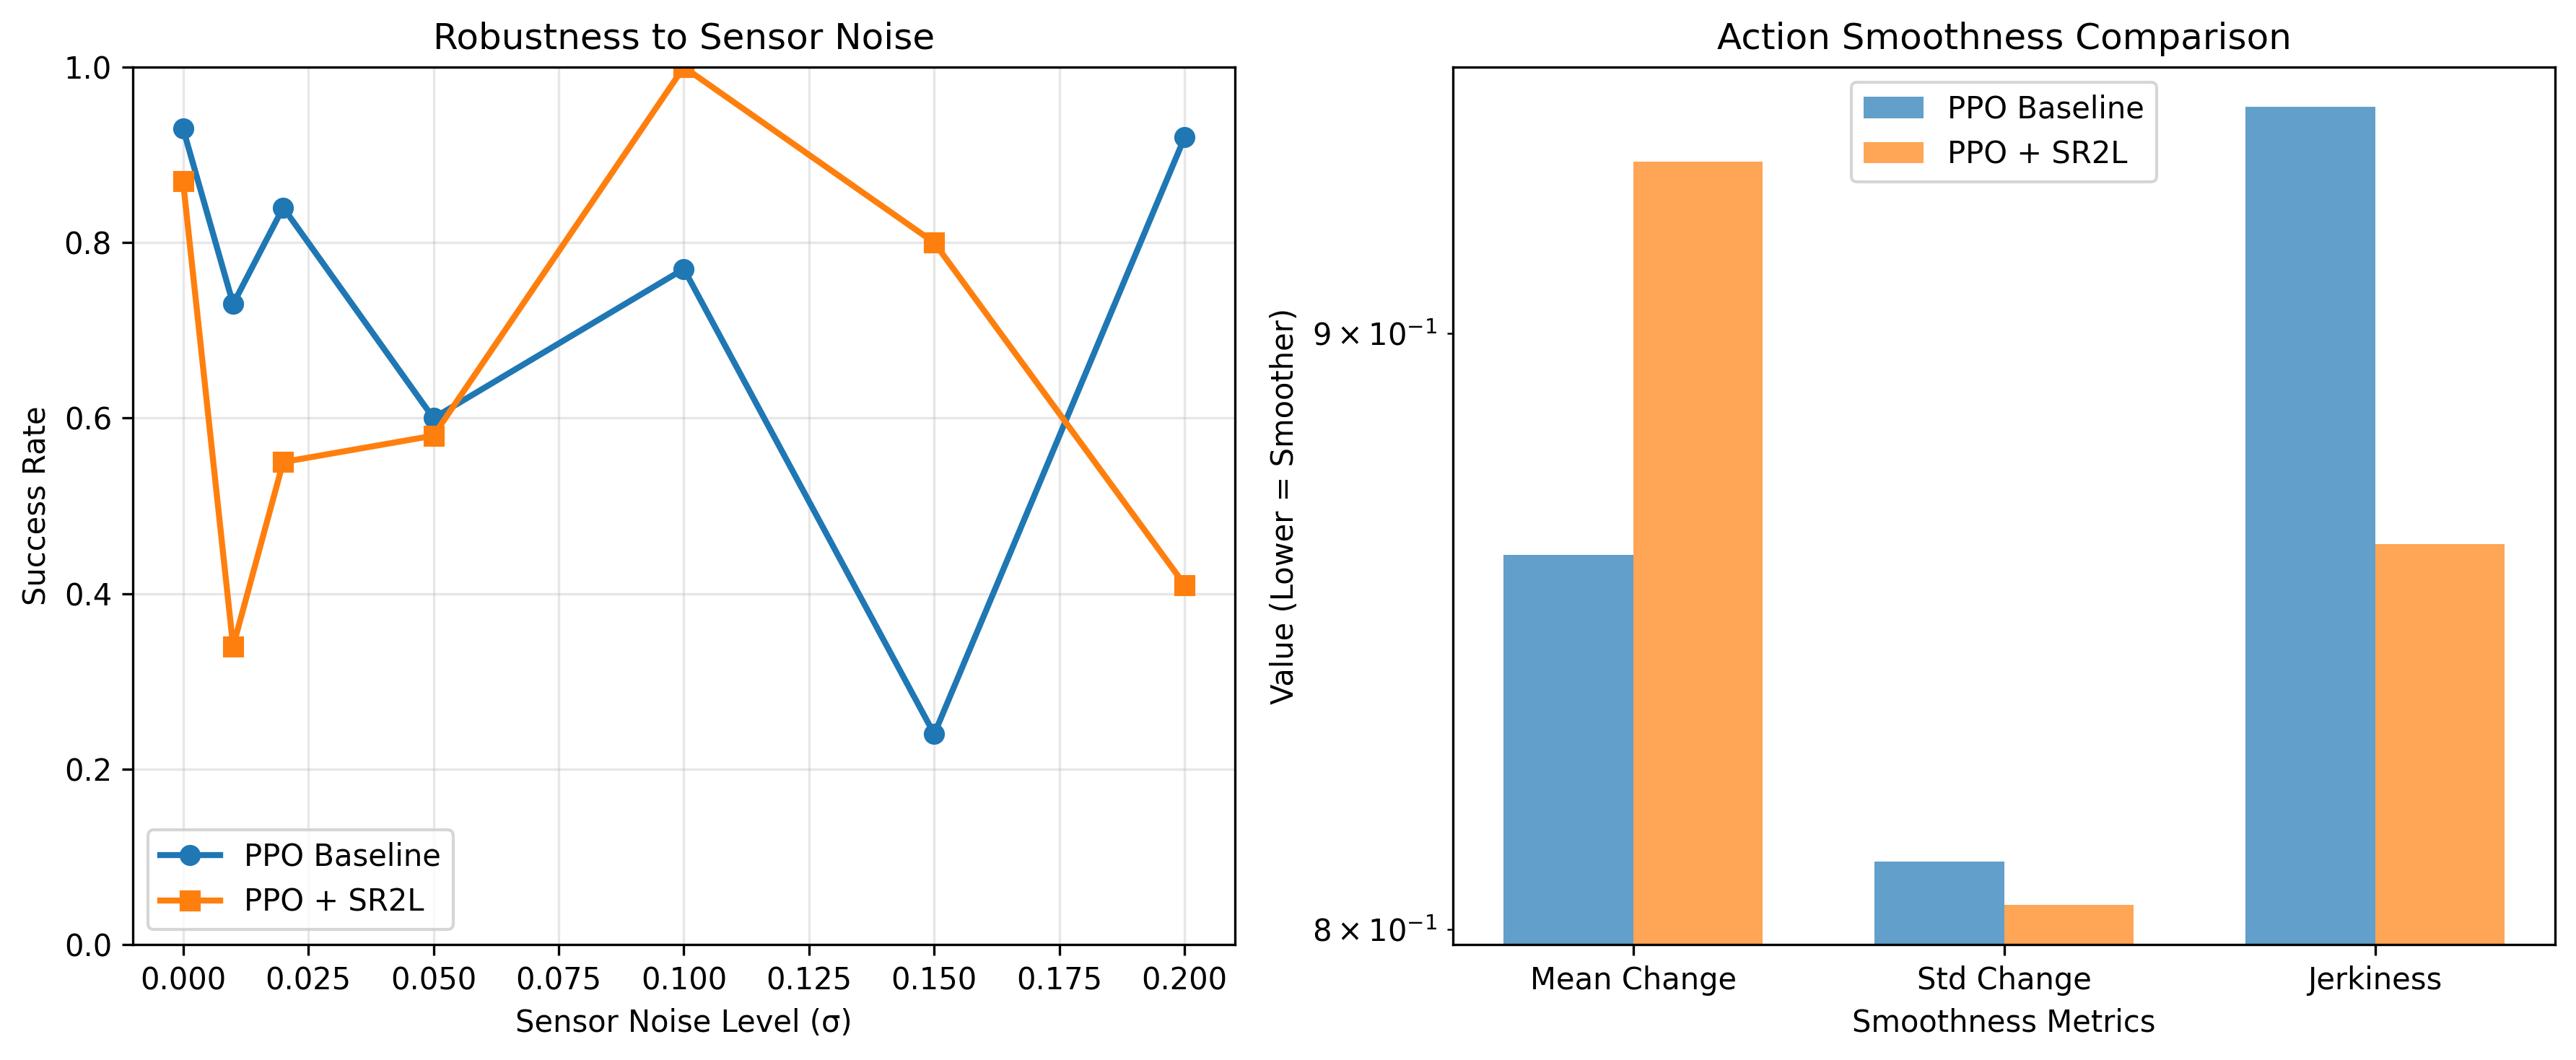 Robustness to Sensor Noise
1.0
0.8
0.6
0.4
0.2
0.0
Success Rate
PPO Baseline
PPO + SR2L
0.000 0.025 0.050 0.075 0.100 0.125 0.150 0.175 0.200
Sensor Noise Level (σ)
Action Smoothness Comparison
PPO Baseline
PPO + SR2L
9 × 10⁻¹
8 × 10⁻¹
Value (Lower = Smoother)
Mean Change Std Change Jerkiness
Smoothness Metrics